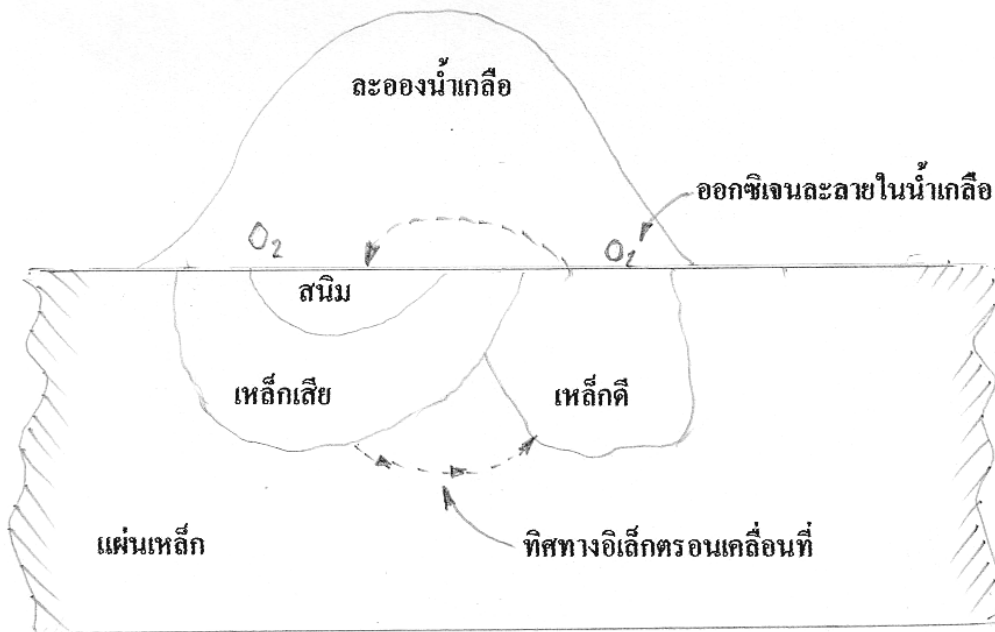 ละอองน้ำเกลือ
ออกซิเจนละลายในน้ำเกลือ
O2
O2
สนิม
เหล็กเสีย
เหล็กดี
แผ่นเหล็ก
ทิศทางอิเล็กตรอนเคลื่อนที่